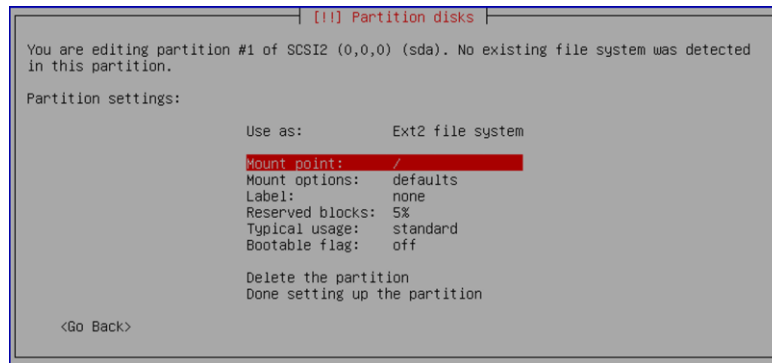 [!!] Partition disks
You are editing partition #1 of SCSI2 (0,0,0) (sda). No existing file system was detected
in this partition.
Partition settings:
Use as: Ext2 file system
Mount point: /
Mount options: defaults
Label: none
Reserved blocks: 5%
Typical usage: standard
Bootable flag: off
Delete the partition
Done setting up the partition
<Go Back>